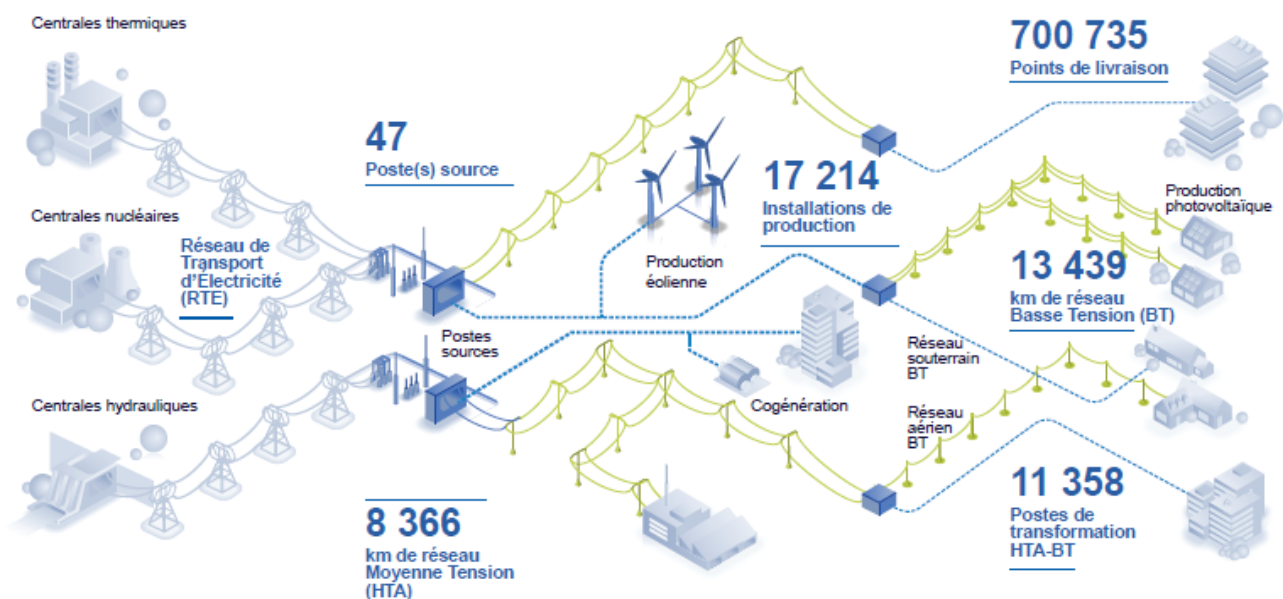 Centrales thermiques
700 735
Points de livraison
47
Poste(s) source
17 214
Installations de
production
Production
photovoltaïque
Centrales nucléaires
Réseau de
Transport
d'Électricité
(RTE)
Production
éolienne
13 439
km de réseau
Basse Tension (BT)
Postes
sources
Réseau
souterrain
BT
Centrales hydrauliques
Cogénération
Réseau
aérien
BT
8 366
km de réseau
Moyenne Tension
(HTA)
11 358
Postes de
transformation
HTA-BT